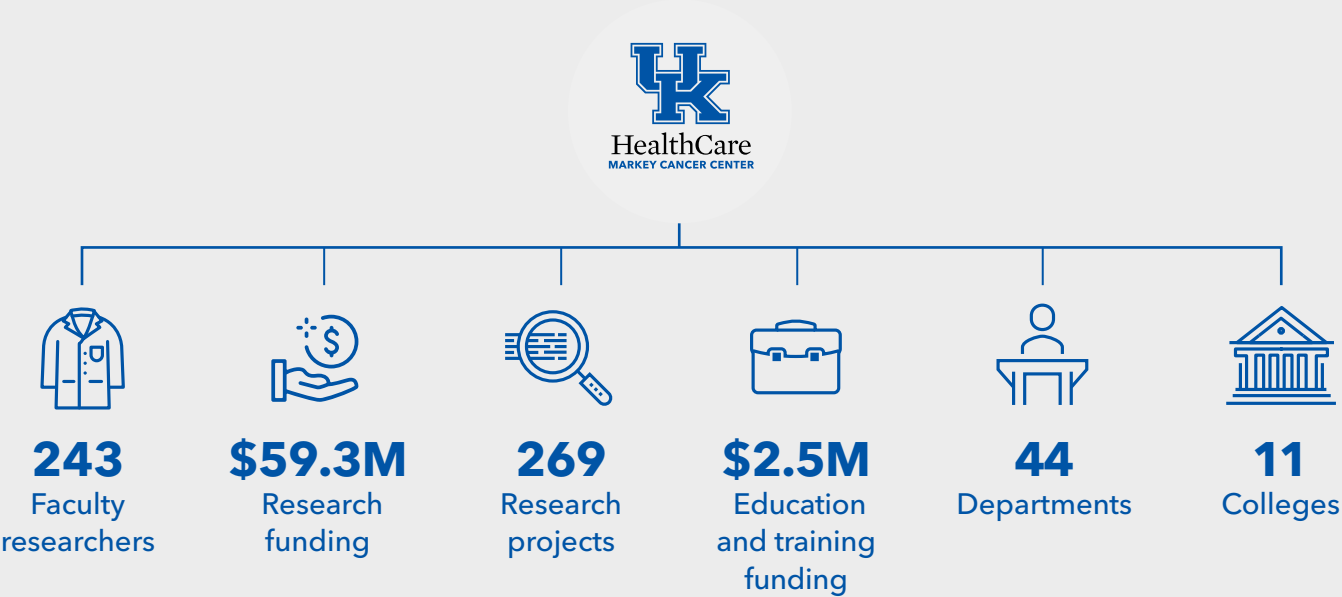 UK
HealthCare
MARKEY CANCER CENTER
243
Faculty
researchers
$59.3M
Research
funding
269
Research
projects
$2.5M
Education
and training
funding
44
Departments
11
Colleges